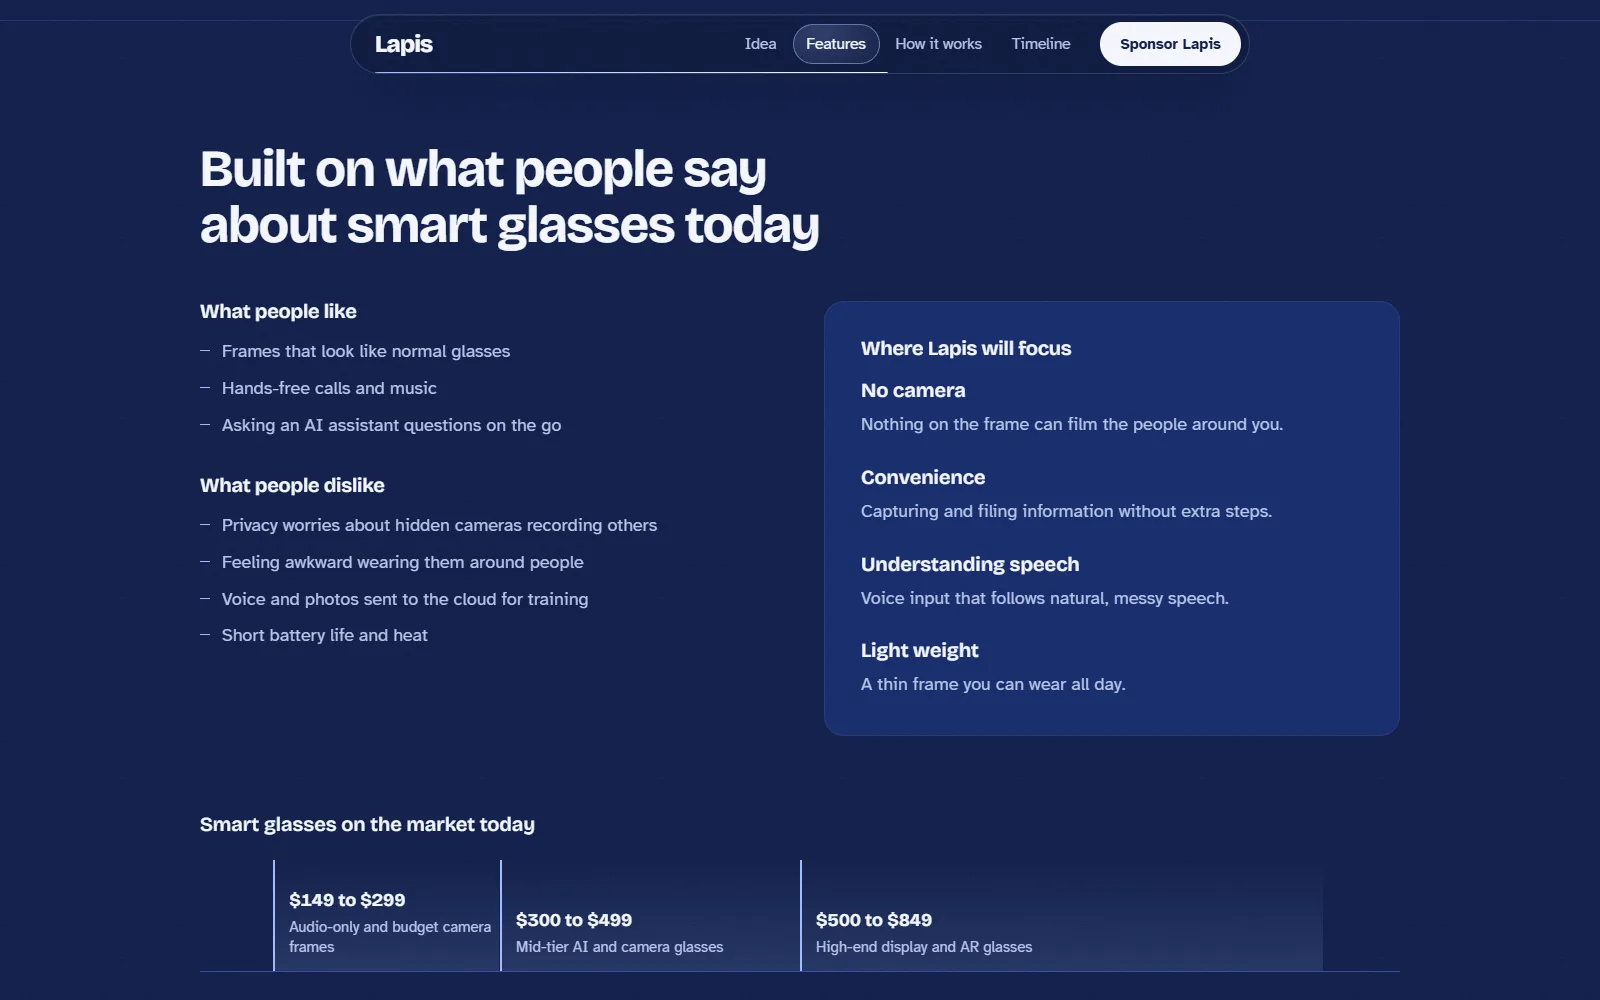 Lapis
Idea
Features
How it works
Timeline
Sponsor Lapis
Built on what people say
about smart glasses today
What people like
Frames that look like normal glasses
Hands-free calls and music
Asking an AI assistant questions on the go
What people dislike
Privacy worries about hidden cameras recording others
Feeling awkward wearing them around people
Voice and photos sent to the cloud for training
Short battery life and heat
Where Lapis will focus
No camera
Nothing on the frame can film the people around you.
Convenience
Capturing and filing information without extra steps.
Understanding speech
Voice input that follows natural, messy speech.
Light weight
A thin frame you can wear all day.
Smart glasses on the market today
$149 to $299
Audio-only and budget camera
frames
$300 to $499
Mid-tier AI and camera glasses
$500 to $849
High-end display and AR glasses